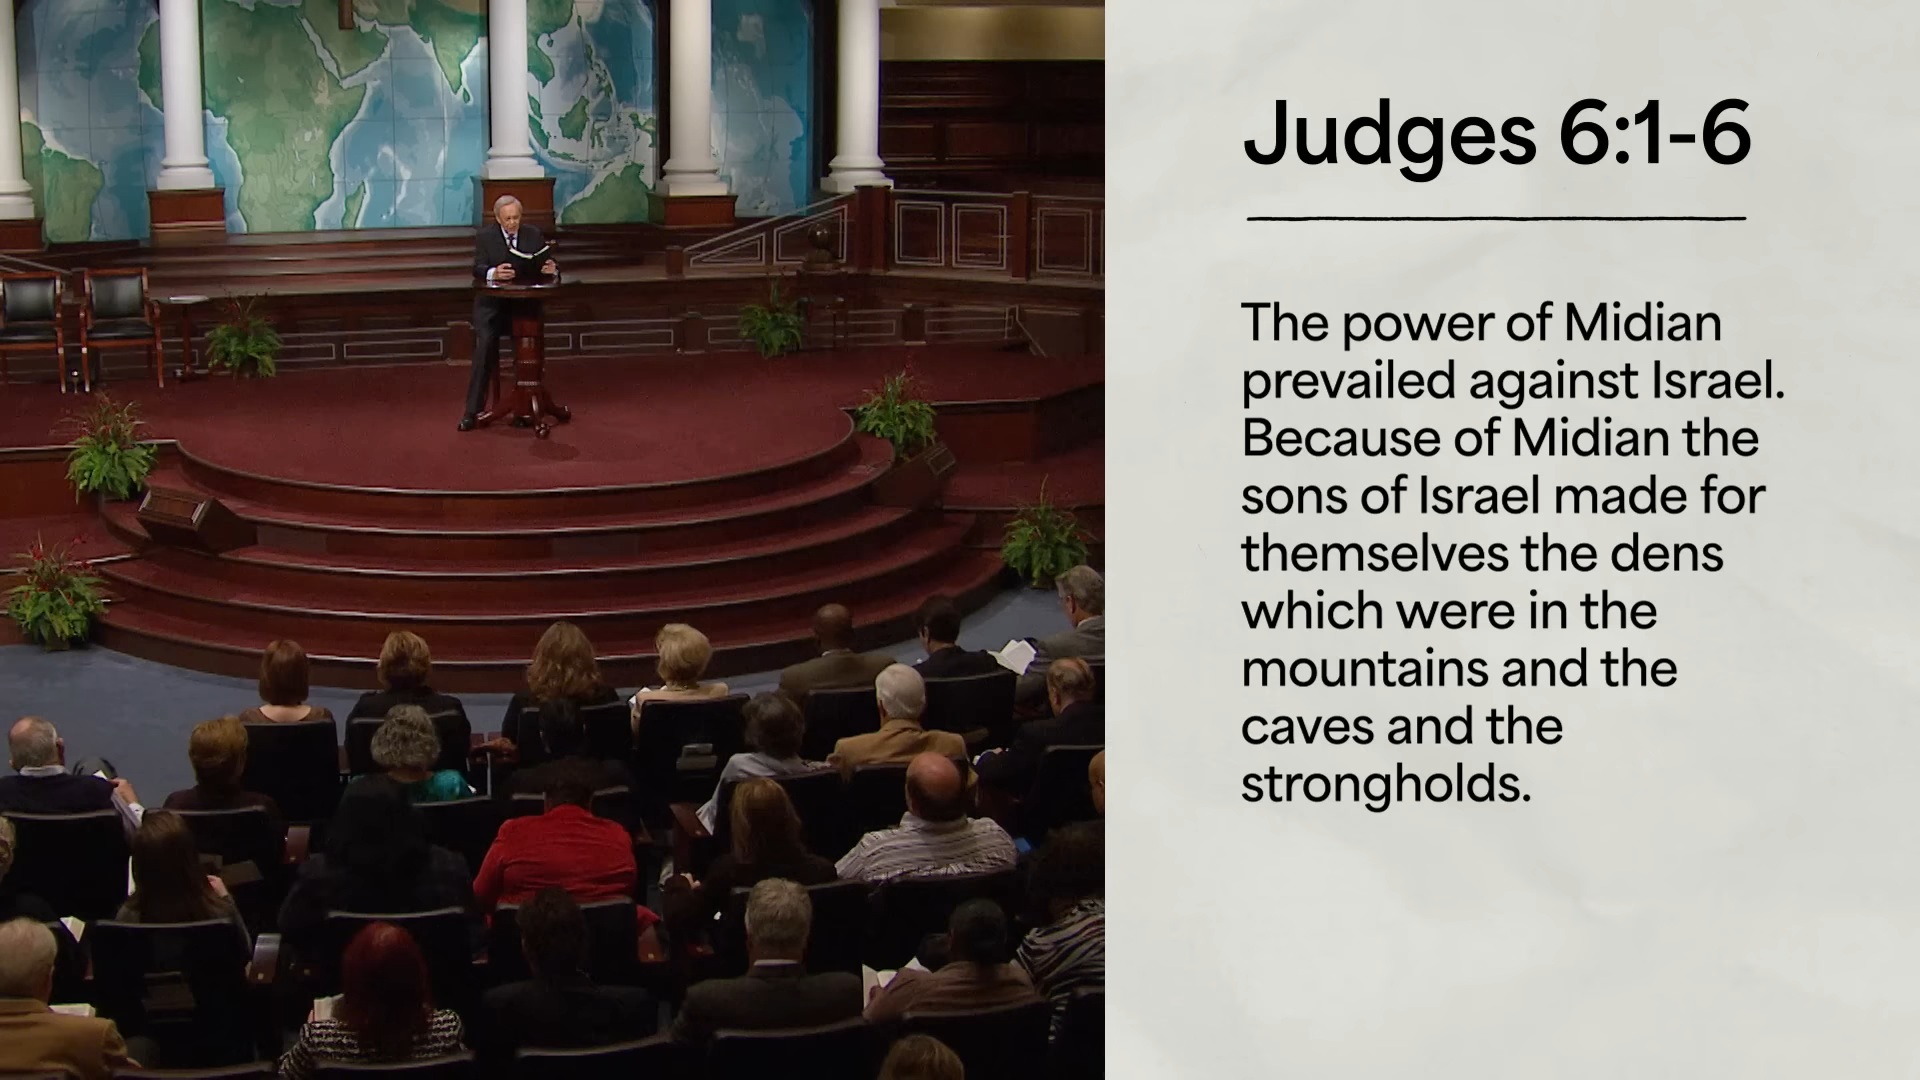 Judges 6:1-6
The power of Midian
prevailed against Israel.
Because of Midian the
sons of Israel made for
themselves the dens
which were in the
mountains and the
caves and the
strongholds.